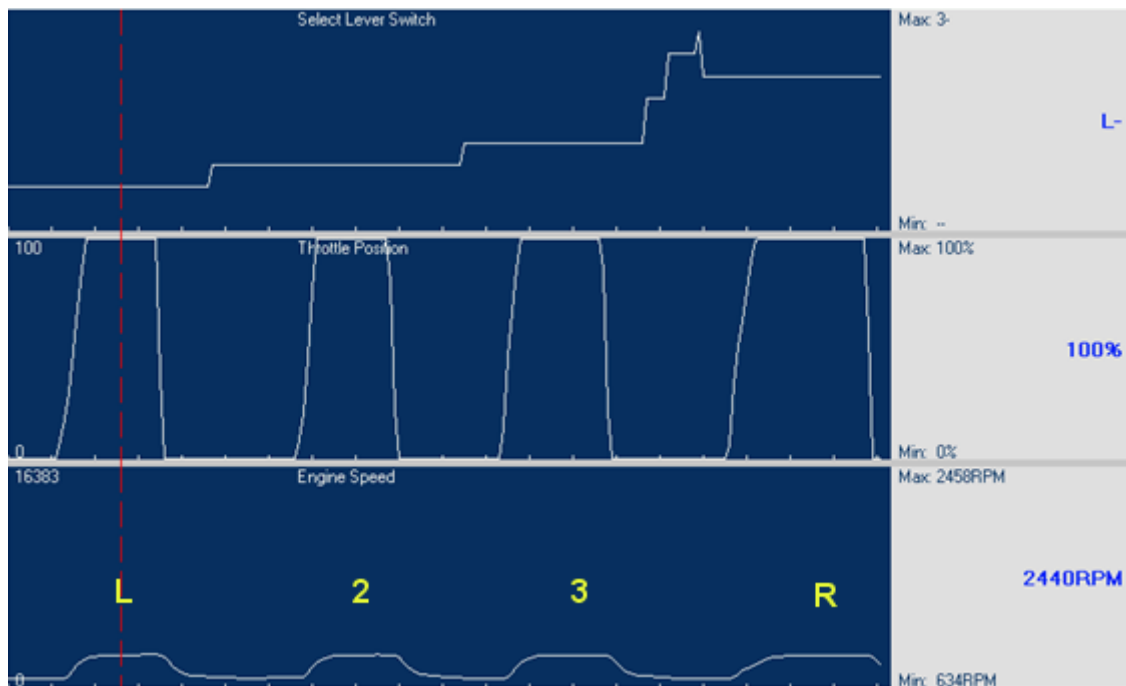 Select Lever Switch
Max: 3-
L-
Min: --
100
Throttle Position
Max: 100%
100%
0
Min: 0%
16383
Engine Speed
Max: 2458RPM
2440RPM
L 2 3 R
0
Min: 634RPM